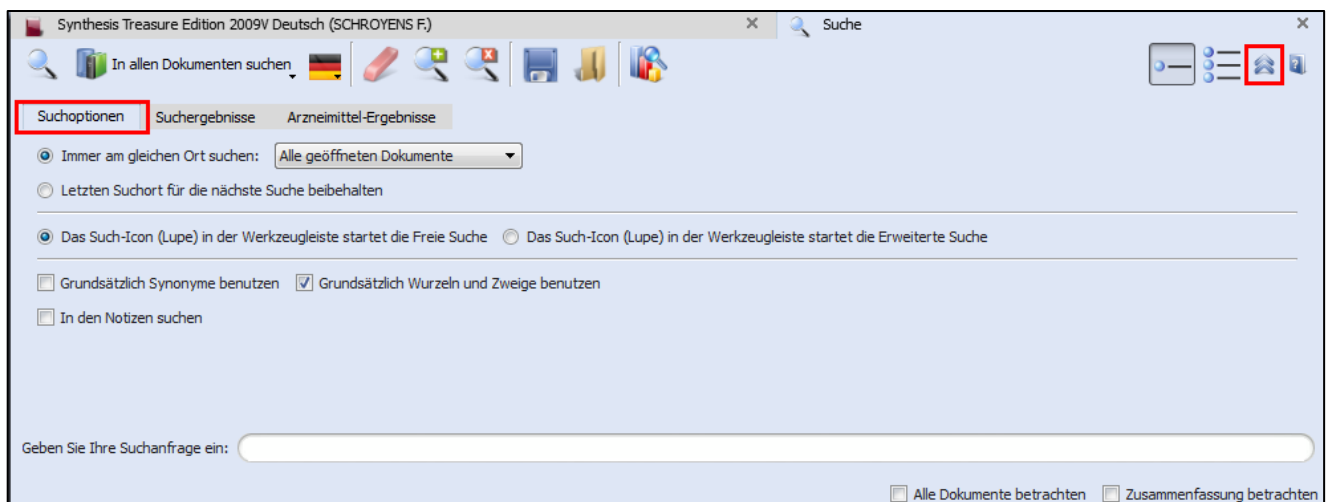 Synthesis Treasure Edition 2009V Deutsch (SCHROYENS F.) Suche
In allen Dokumenten suchen
Suchoptionen Suchergebnisse Arzneimittel-Ergebnisse
Immer am gleichen Ort suchen: Alle geöffneten Dokumente
Letzten Suchort für die nächste Suche beibehalten
Das Such-Icon (Lupe) in der Werkzeugleiste startet die Freie Suche Das Such-Icon (Lupe) in der Werkzeugleiste startet die Erweiterte Suche
Grundsätzlich Synonyme benutzen Grundsätzlich Wurzeln und Zweige benutzen
In den Notizen suchen
Geben Sie Ihre Suchanfrage ein:
Alle Dokumente betrachten Zusammenfassung betrachten